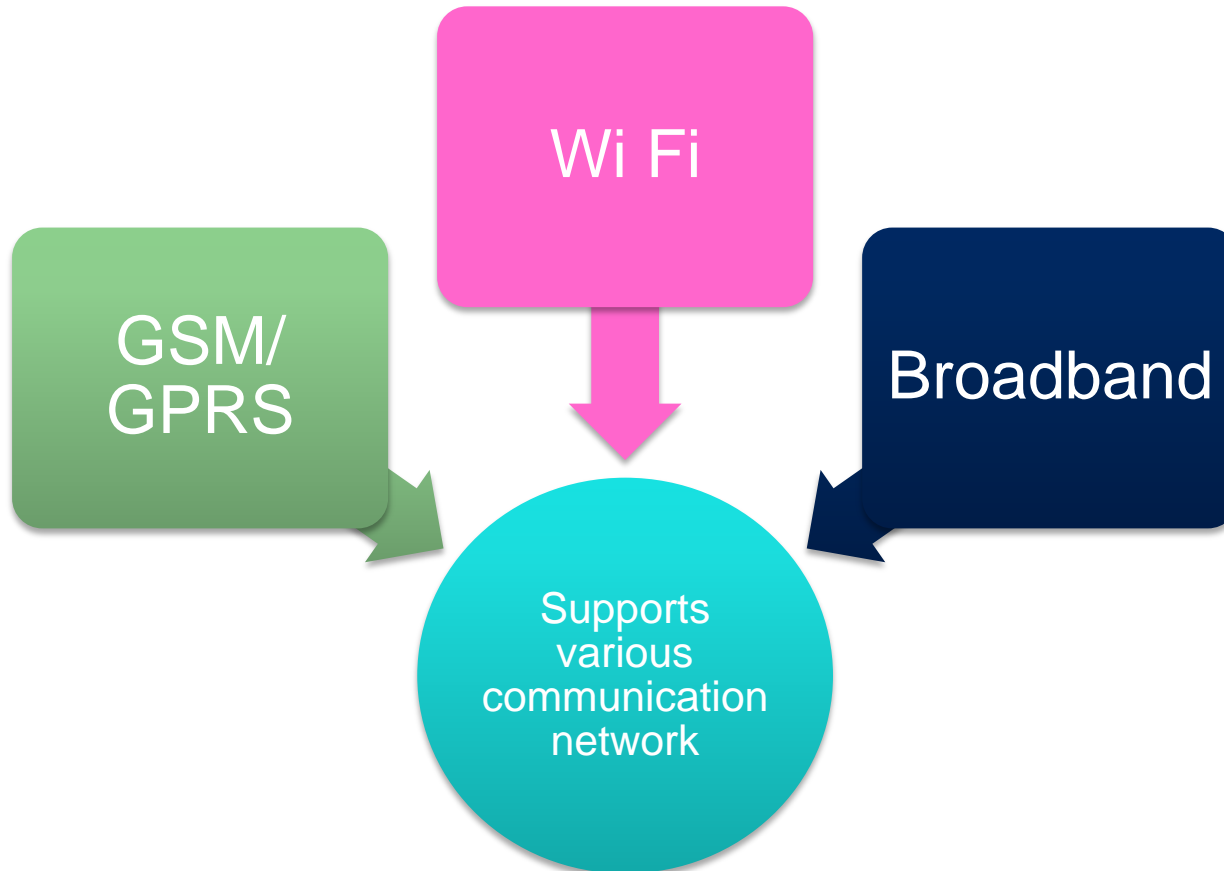 Wi Fi
GSM/
GPRS
Broadband
Supports
various
communication
network